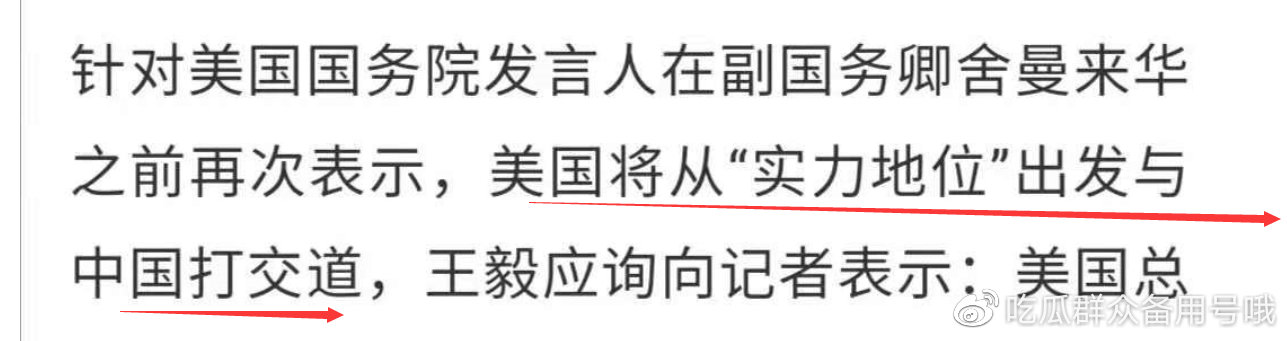 针对美国国务院发言人在副国务卿舍曼来华
之前再次表示，美国将从“实力地位”出发与
中国打交道，王毅应询向记者表示：美国总
吃瓜群众备用号哦